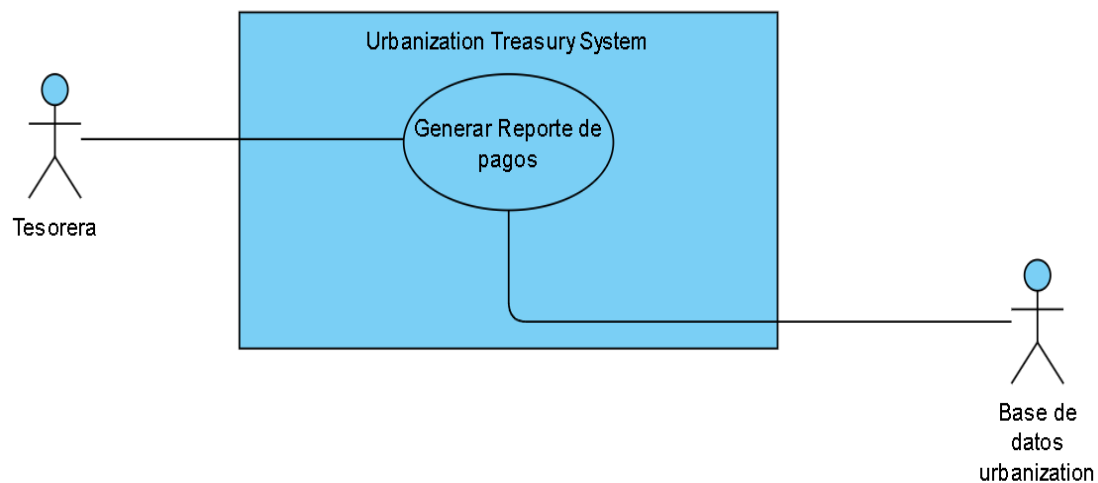 Urbanization Treasury System
Generar Reporte de
pagos
Tesorera
Base de
datos
urbanization